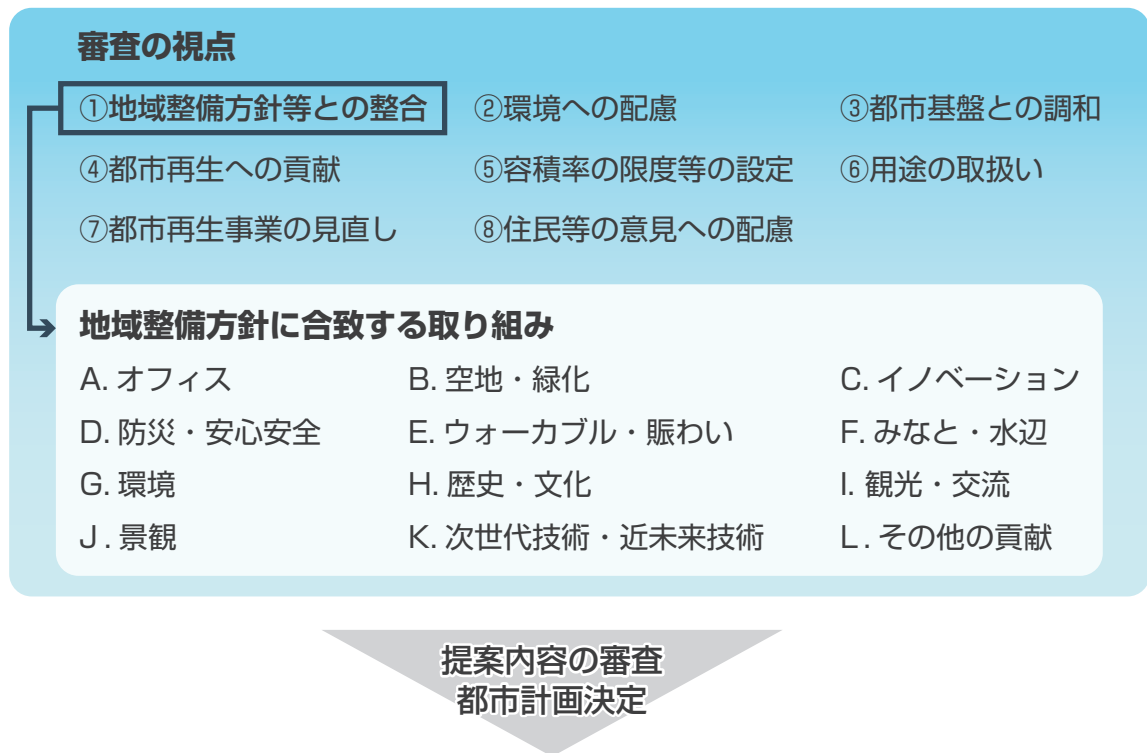 審査の視点
①地域整備方針等との整合 ②環境への配慮 ③都市基盤との調和
④都市再生への貢献 ⑤容積率の限度等の設定 ⑥用途の取扱い
⑦都市再生事業の見直し ⑧住民等の意見への配慮
地域整備方針に合致する取り組み
A. オフィス B. 空地・緑化 C. イノベーション
D. 防災・安心安全 E. ウォーカブル・賑わい F. みなと・水辺
G. 環境 H. 歴史・文化 I. 観光・交流
J. 景観 K. 次世代技術・近未来技術 L. その他の貢献
提案内容の審査
都市計画決定